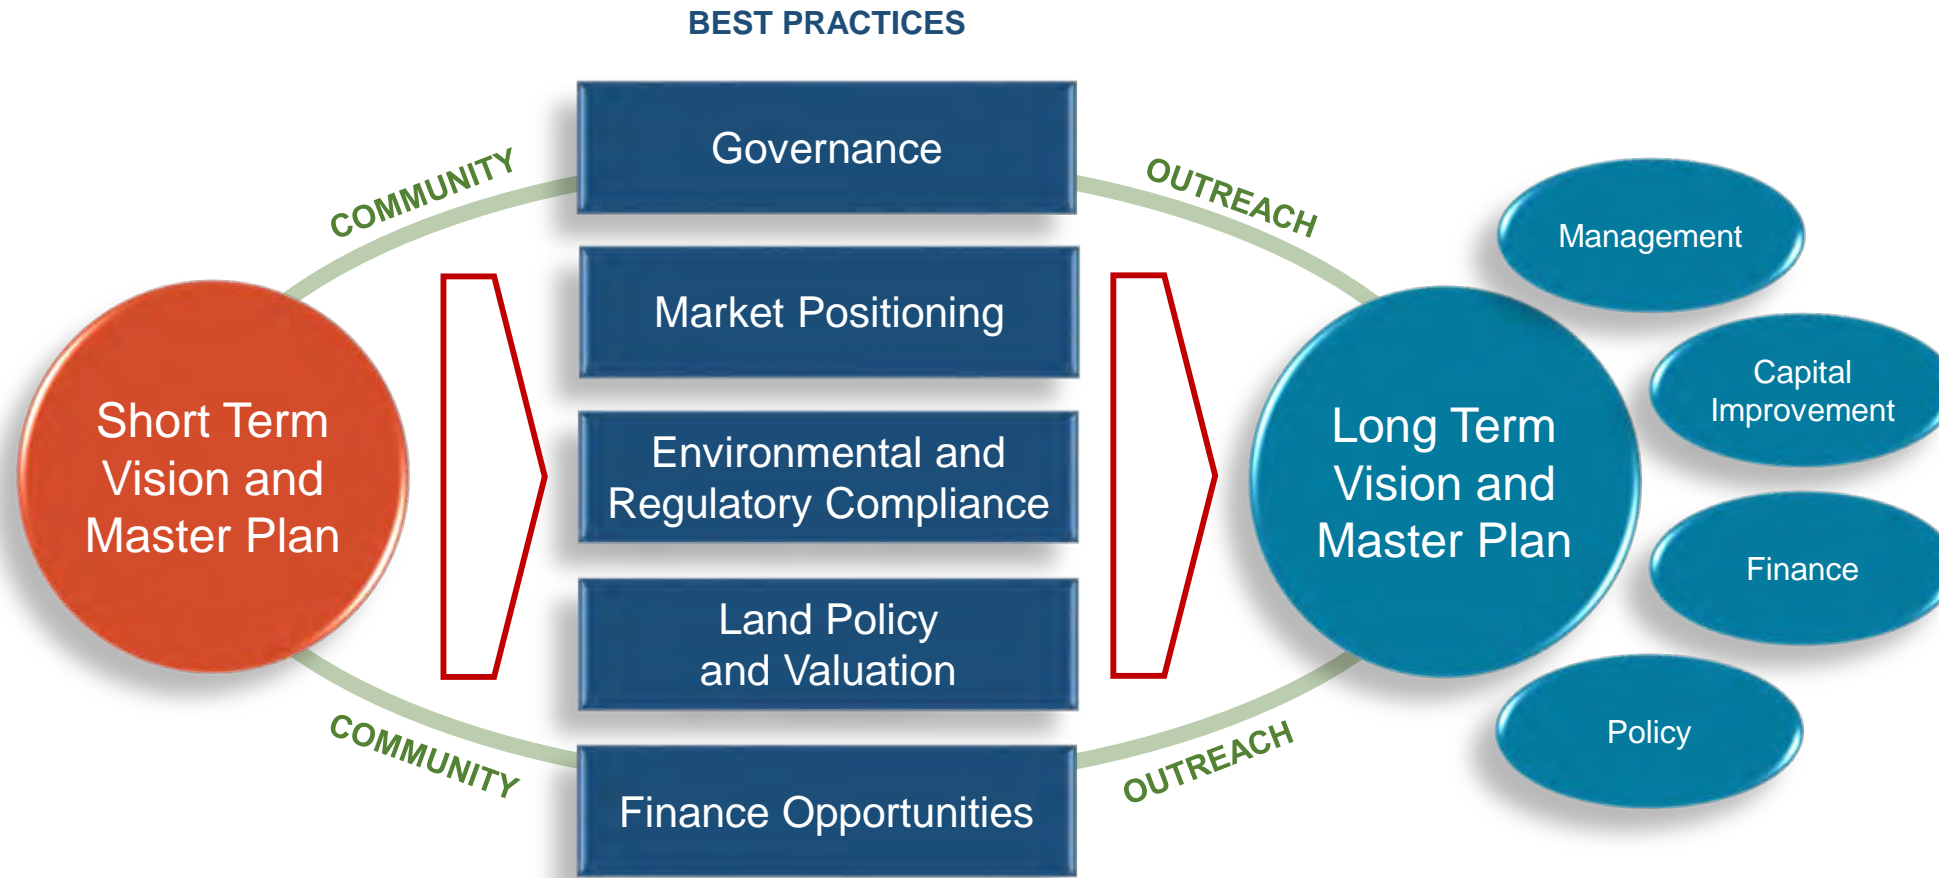 BEST PRACTICES
COMMUNITY
OUTREACH
Governance
Market Positioning
Environmental and
Regulatory Compliance
Land Policy
and Valuation
Finance Opportunities
Short Term
Vision and
Master Plan
Long Term
Vision and
Master Plan
Management
Capital
Improvement
Finance
Policy
COMMUNITY
OUTREACH